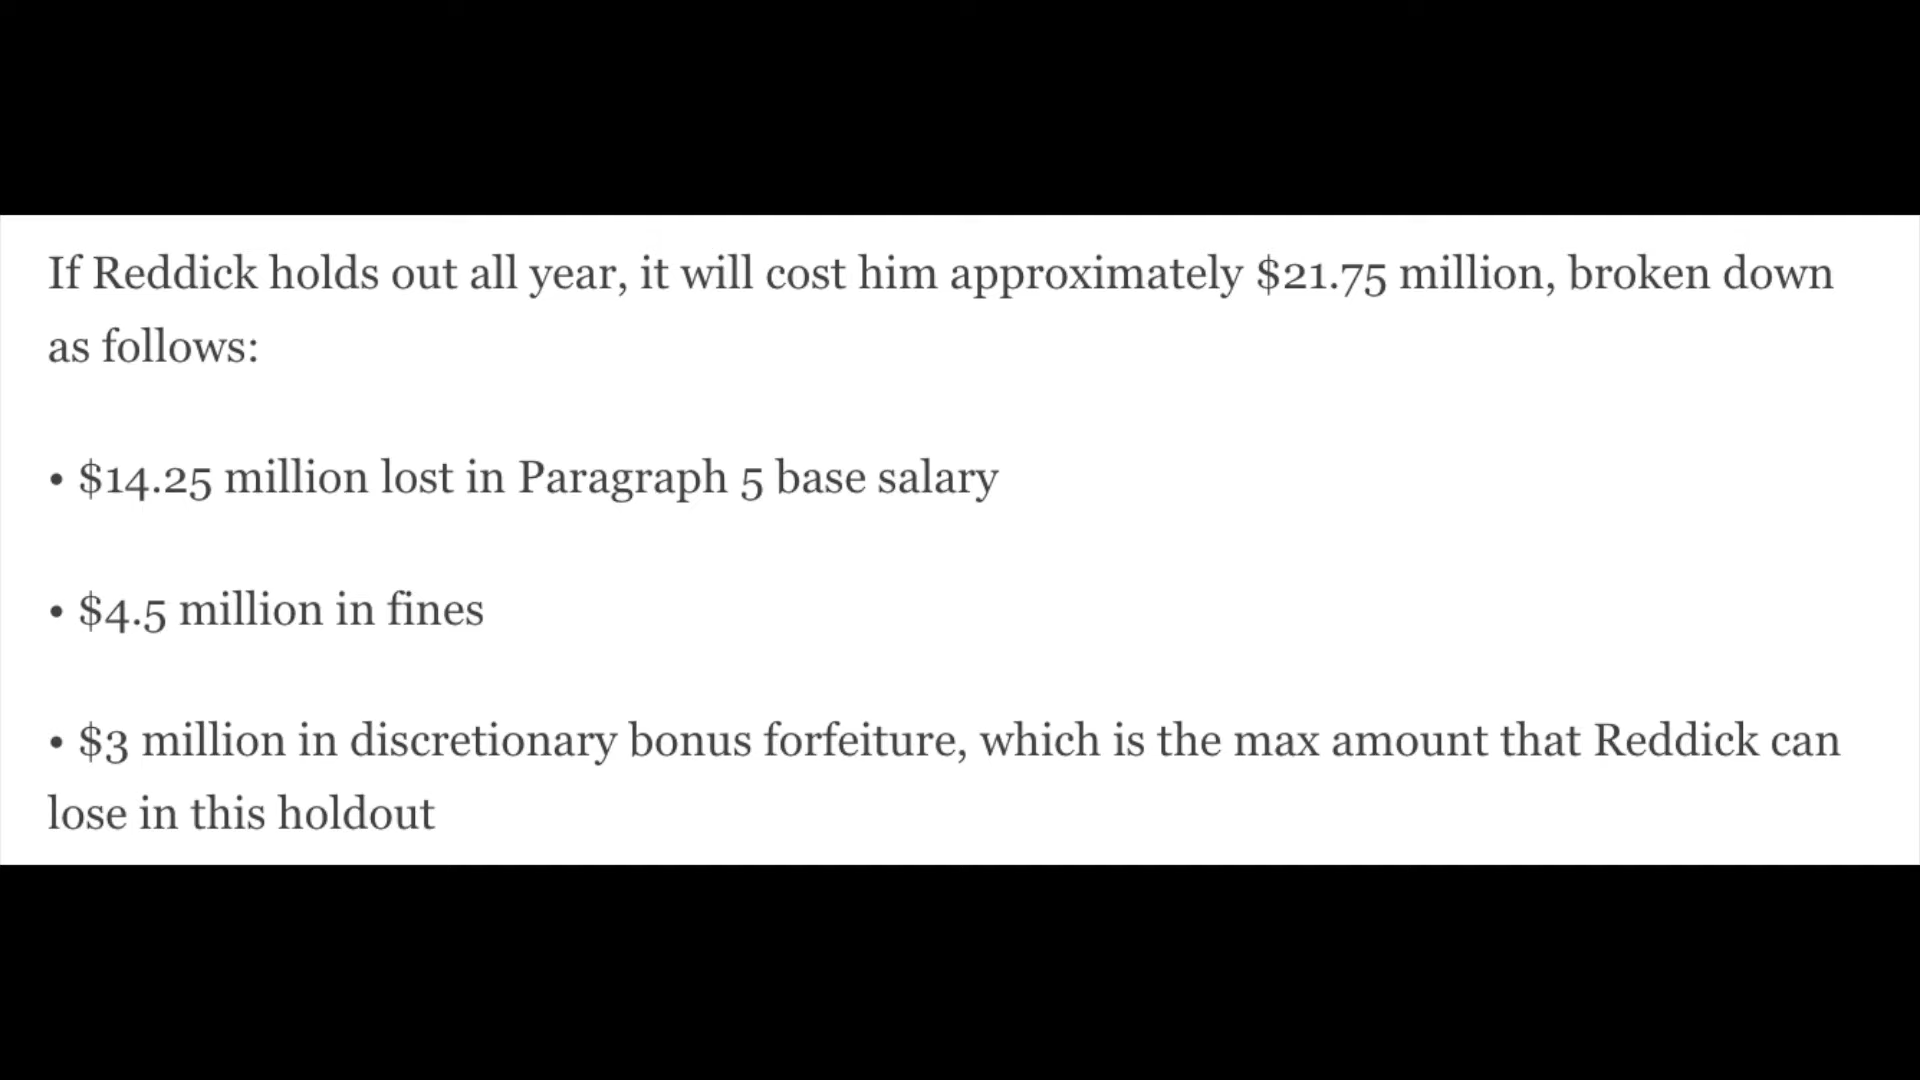 If Reddick holds out all year, it will cost him approximately $21.75 million, broken down
as follows:
• $14.25 million lost in Paragraph 5 base salary
• $4.5 million in fines
• $3 million in discretionary bonus forfeiture, which is the max amount that Reddick can
lose in this holdout